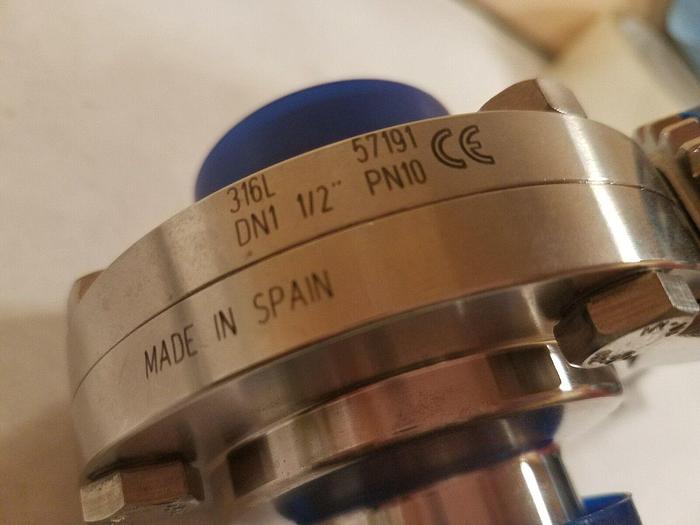 316L 57191 CE
DN1 1/2" PN10
MADE IN SPAIN